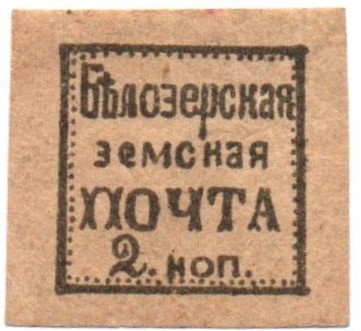 Бѣлозерская
земская
ПОЧТА
2. коп.